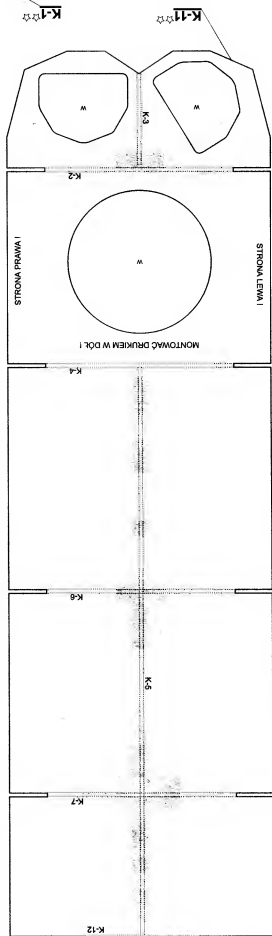 K-1 ☆☆
K-11 ☆☆
W
W
K-3
K-2
STRONA PRAWA !
W
STRONA LEWA !
MONTOWAĆ DRUKIEM W DÓŁ !
K-4
K-6
K-5
K-7
K-12